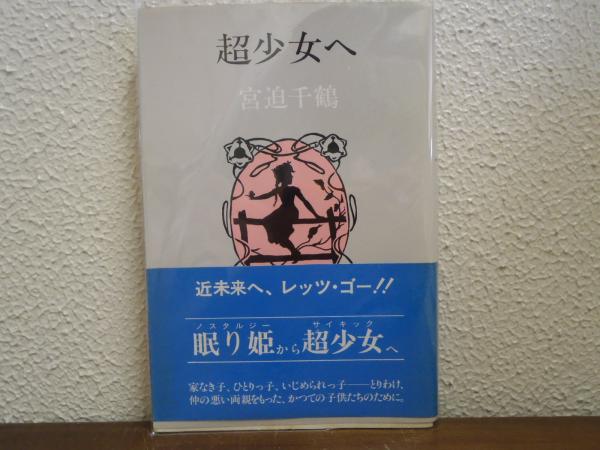 超少女へ
宮迫千鶴
近未来へ、レッツ・ゴー!!
ノスタルジー サイキック
眠り姫から超少女へ
家なき子、ひとりっ子、いじめられっ子――とりわけ、
仲の悪い両親をもった、かつての子供たちのために。